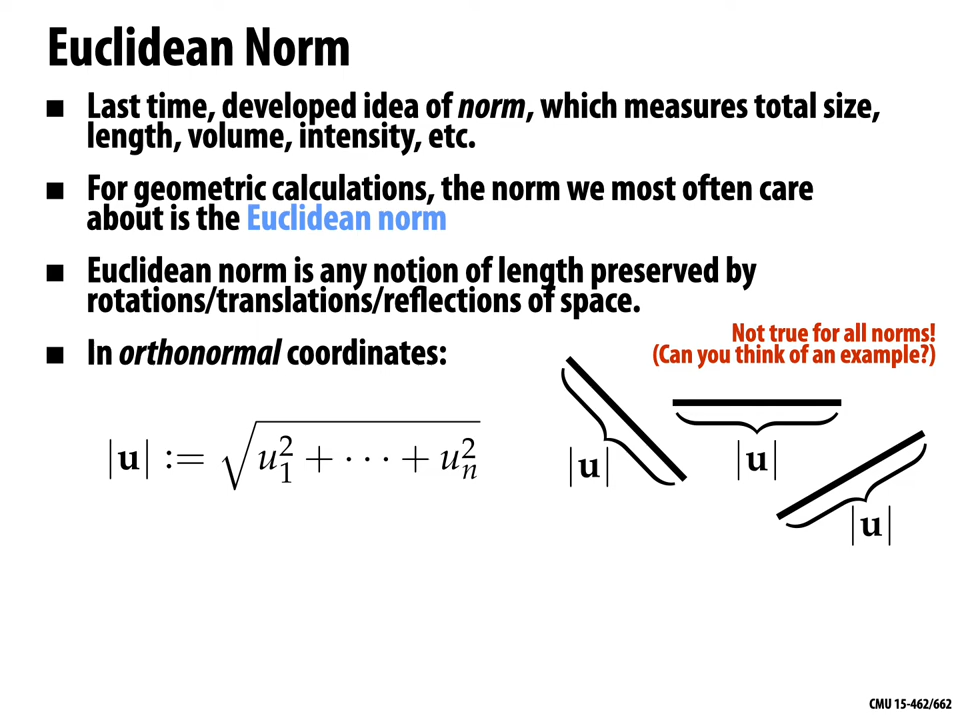 Euclidean Norm
■ Last time, developed idea of norm, which measures total size,
length, volume, intensity, etc.
■ For geometric calculations, the norm we most often care
about is the Euclidean norm
■ Euclidean norm is any notion of length preserved by
rotations/translations/reflections of space.
■ In orthonormal coordinates:
Not true for all norms!
(Can you think of an example?)
|u| := √(u₁² + ··· + uₙ²)
|u|
|u|
|u|
CMU 15-462/662